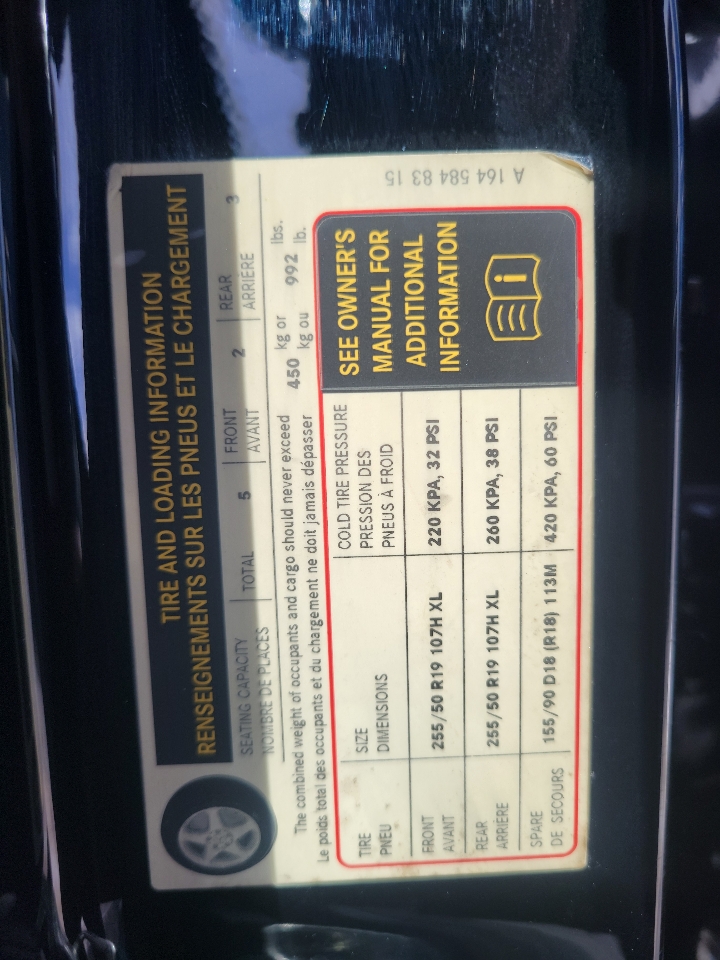 TIRE AND LOADING INFORMATION
RENSEIGNEMENTS SUR LES PNEUS ET LE CHARGEMENT
SEATING CAPACITY TOTAL 5 FRONT 2 REAR 3
NOMBRE DE PLACES AVANT ARRIÈRE
The combined weight of occupants and cargo should never exceed 450 kg or 992 lbs.
Le poids total des occupants et du chargement ne doit jamais dépasser kg ou lb.
TIRE SIZE COLD TIRE PRESSURE
PNEU DIMENSIONS PRESSION DES
PNEUS À FROID
FRONT 255/50 R19 107H XL 220 KPA, 32 PSI
AVANT
REAR 255/50 R19 107H XL 260 KPA, 38 PSI
ARRIÈRE
SPARE 155/90 D18 (R18) 113M 420 KPA, 60 PSI
DE SECOURS
SEE OWNER'S
MANUAL FOR
ADDITIONAL
INFORMATION
i
A 164 584 83 15